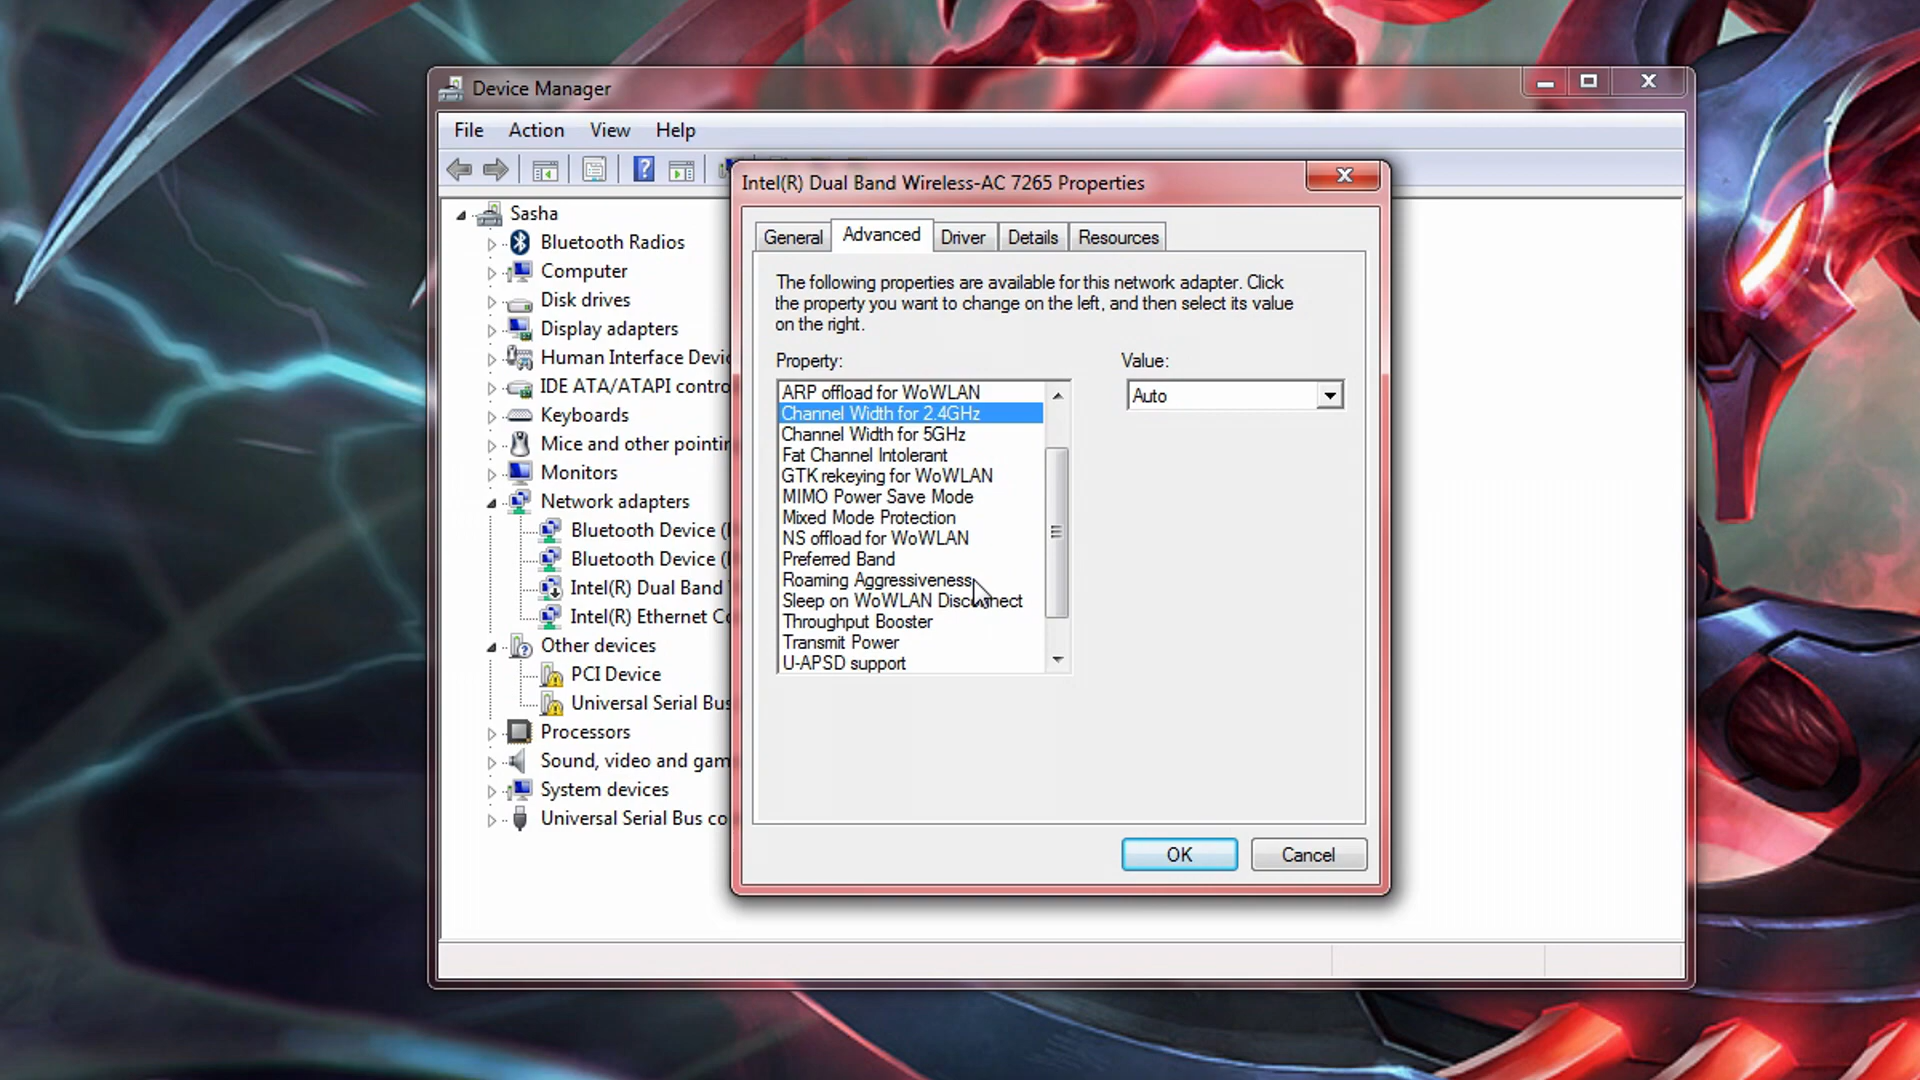 Device Manager
File Action View Help
Intel(R) Dual Band Wireless-AC 7265 Properties
Sasha
Bluetooth Radios
Computer
Disk drives
Display adapters
Human Interface Devic
IDE ATA/ATAPI contro
Keyboards
Mice and other pointin
Monitors
Network adapters
Bluetooth Device (
Bluetooth Device (
Intel(R) Dual Band
Intel(R) Ethernet Co
Other devices
PCI Device
Universal Serial Bus
Processors
Sound, video and gam
System devices
Universal Serial Bus co
General Advanced Driver Details Resources
The following properties are available for this network adapter. Click
the property you want to change on the left, and then select its value
on the right.
Property:
Value:
ARP offload for WoWLAN
Channel Width for 2.4GHz
Channel Width for 5GHz
Fat Channel Intolerant
GTK rekeying for WoWLAN
MIMO Power Save Mode
Mixed Mode Protection
NS offload for WoWLAN
Preferred Band
Roaming Aggressiveness
Sleep on WoWLAN Disconnect
Throughput Booster
Transmit Power
U-APSD support
Auto
OK
Cancel